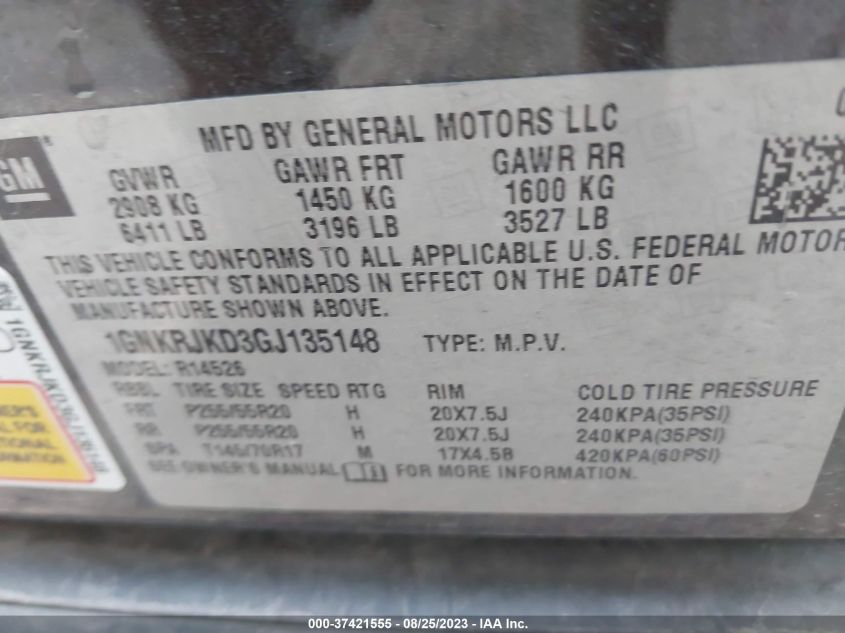 MFD BY GENERAL MOTORS LLC
GM
GVWR GAWR FRT GAWR RR
2908 KG 1450 KG 1600 KG
6411 LB 3196 LB 3527 LB
THIS VEHICLE CONFORMS TO ALL APPLICABLE U.S. FEDERAL MOTOR
VEHICLE SAFETY STANDARDS IN EFFECT ON THE DATE OF
MANUFACTURE SHOWN ABOVE.
1GNKRJKD3GJ135148 TYPE: M.P.V.
MODEL: R14526
RBBL TIRE SIZE SPEED RTG RIM COLD TIRE PRESSURE
FRT P255/55R20 H 20X7.5J 240KPA(35PSI)
RR P255/55R20 H 20X7.5J 240KPA(35PSI)
SPA T145/70R17 M 17X4.5B 420KPA(60PSI)
SEE OWNER'S MANUAL FOR MORE INFORMATION.
1GNKRJKD3GJ135148
AL FOR
000-37421555 - 08/25/2023 - IAA Inc.